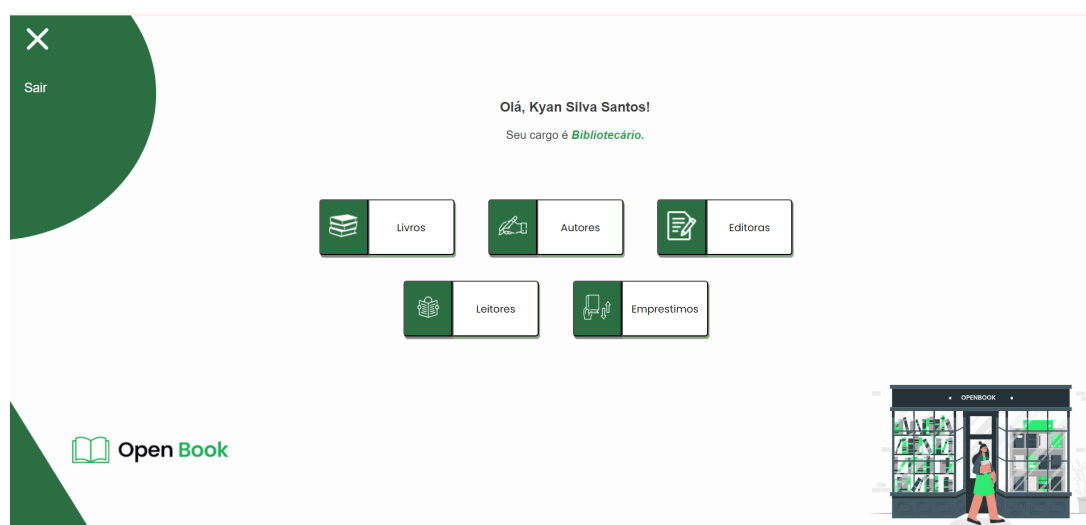 Sair
Olá, Kyan Silva Santos!
Seu cargo é Bibliotecário.
Livros
Autores
Editoras
Leitores
Emprestimos
OPENBOOK
Open Book